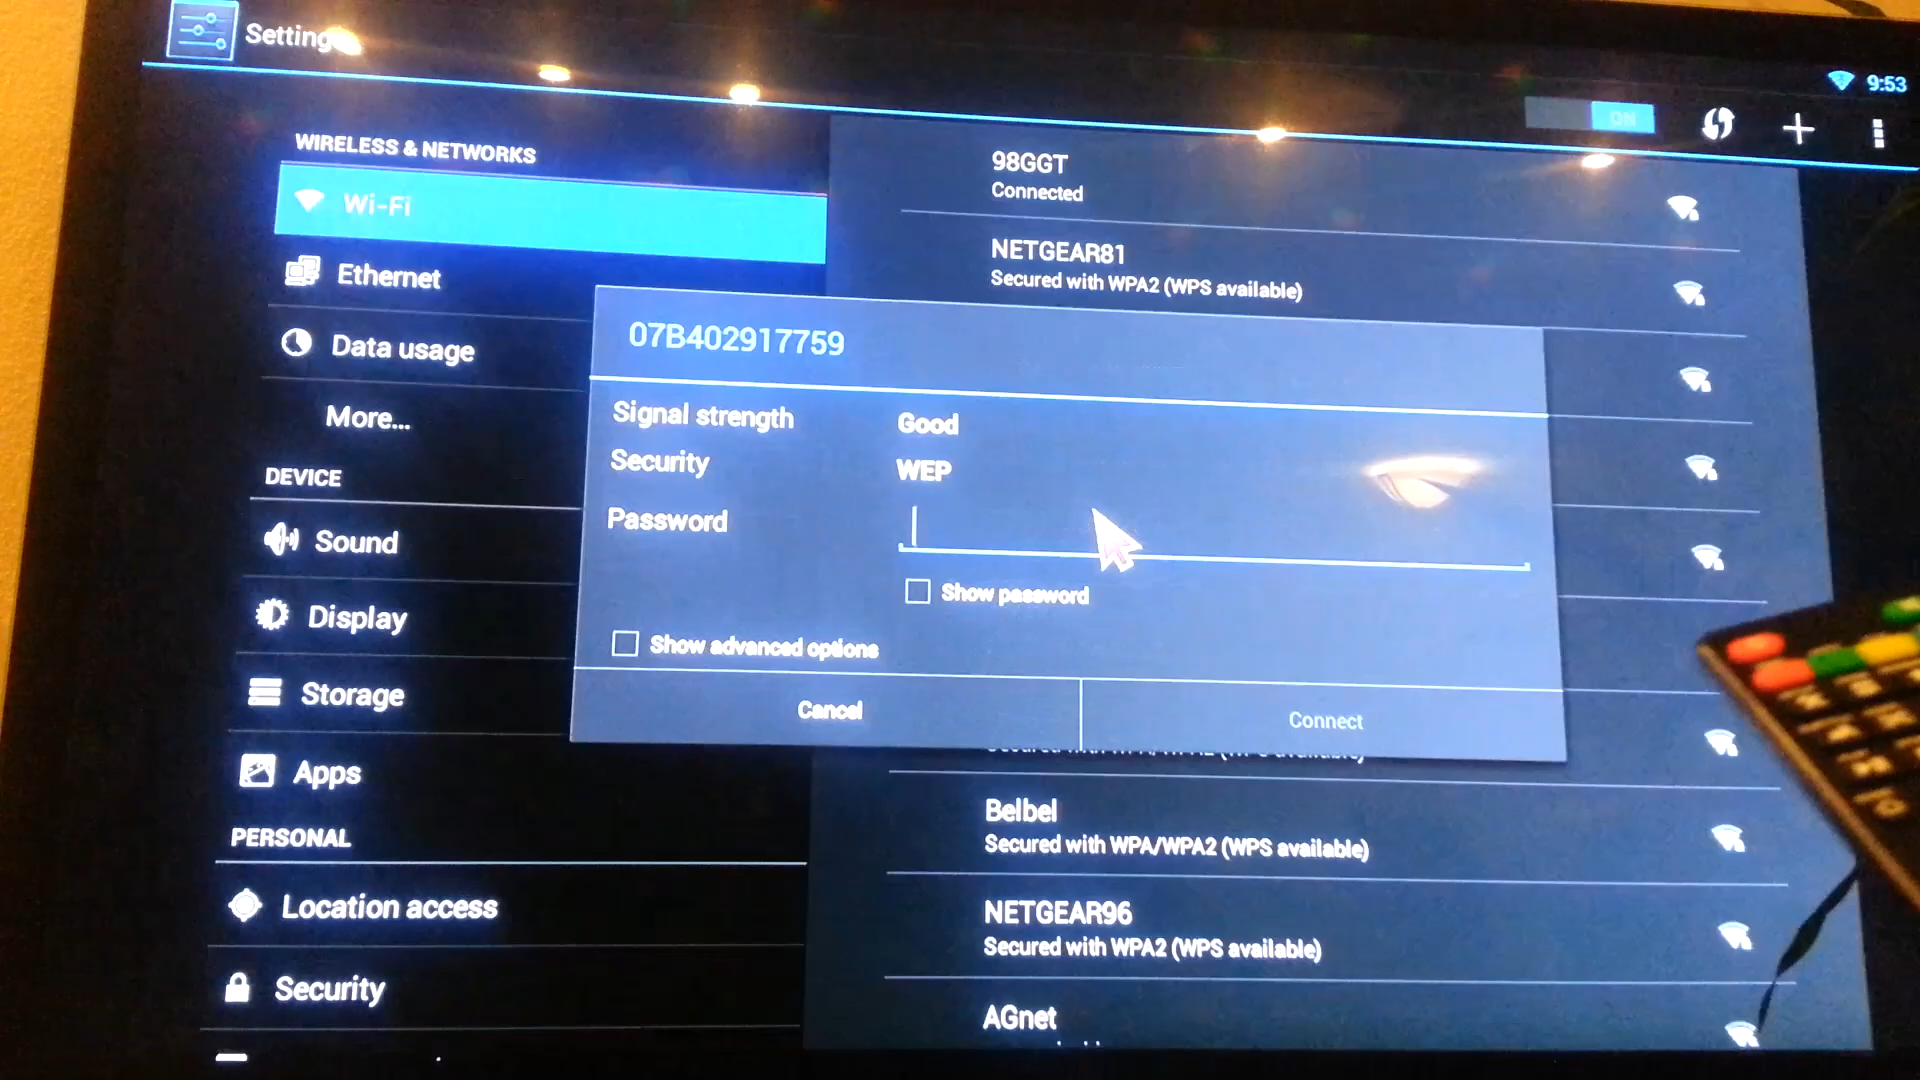 Settings
9:53
ON
WIRELESS & NETWORKS
Wi-Fi
Ethernet
Data usage
More...
DEVICE
Sound
Display
Storage
Apps
PERSONAL
Location access
Security
98GGT
Connected
NETGEAR81
Secured with WPA2 (WPS available)
07B402917759
Signal strength Good
Security WEP
Password
Show password
Show advanced options
Cancel Connect
Belbel
Secured with WPA/WPA2 (WPS available)
NETGEAR96
Secured with WPA2 (WPS available)
AGnet